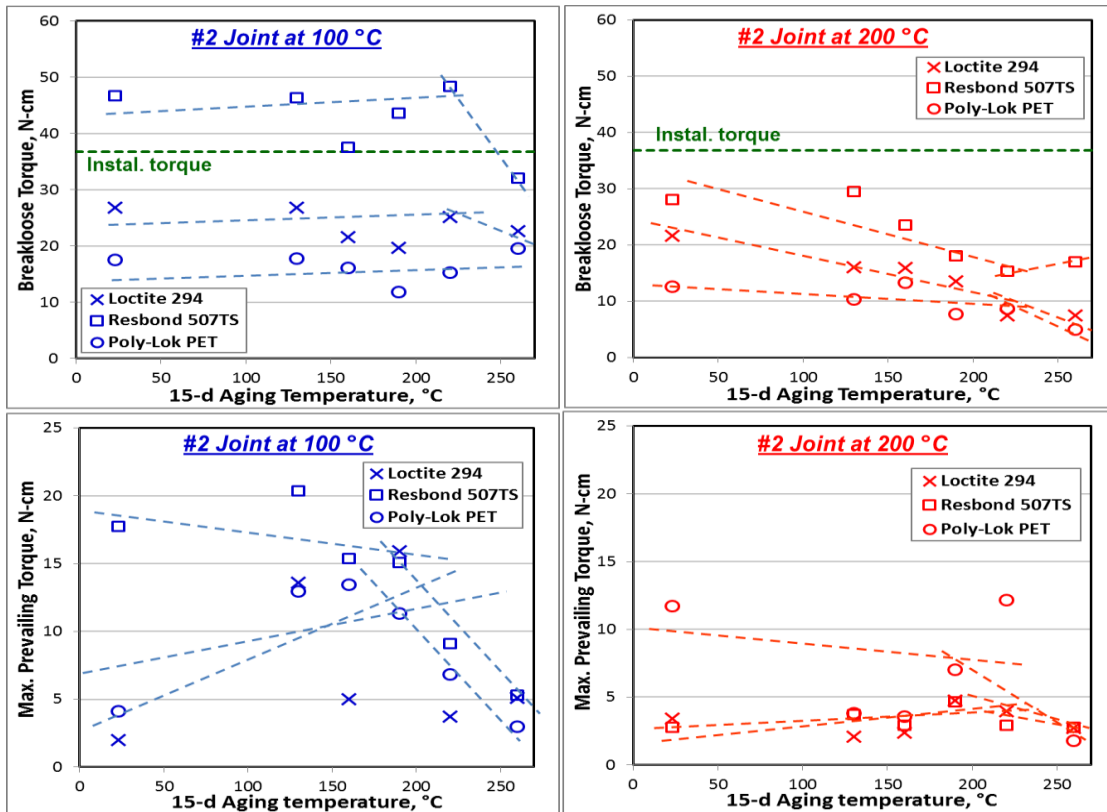 #2 Joint at 100 °C
Breakloose Torque, N-cm
60
50
40
30
20
10
0
Instal. torque
Loctite 294
Resbond 507TS
Poly-Lok PET
0 50 100 150 200 250
15-d Aging Temperature, °C
#2 Joint at 200 °C
Breakloose Torque, N-cm
60
50
40
30
20
10
0
Loctite 294
Resbond 507TS
Poly-Lok PET
Instal. torque
0 50 100 150 200 250
15-d Aging Temperature, °C
#2 Joint at 100 °C
Max. Prevailing Torque, N-cm
25
20
15
10
5
0
Loctite 294
Resbond 507TS
Poly-Lok PET
0 50 100 150 200 250
15-d Aging temperature, °C
#2 Joint at 200 °C
Max. Prevailing Torque, N-cm
25
20
15
10
5
0
Loctite 294
Resbond 507TS
Poly-Lok PET
0 50 100 150 200 250
15-d Aging temperature, °C